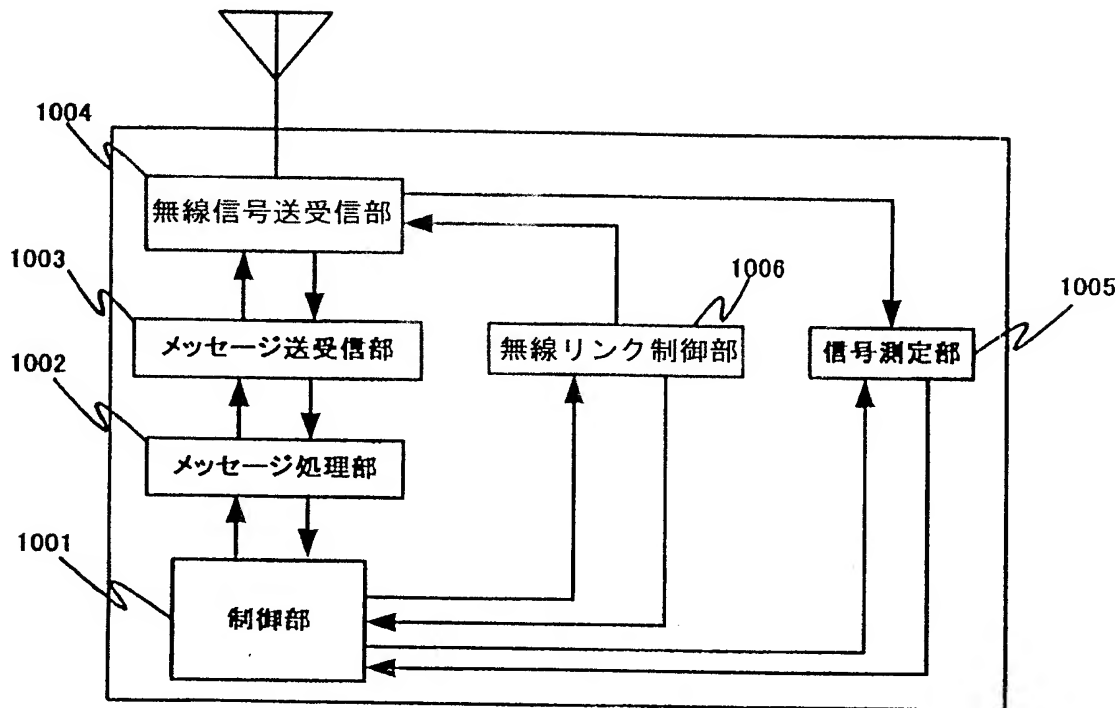 1004
無線信号送受信部
1003
1006
1005
メッセージ送受信部
無線リンク制御部
信号測定部
1002
メッセージ処理部
1001
制御部